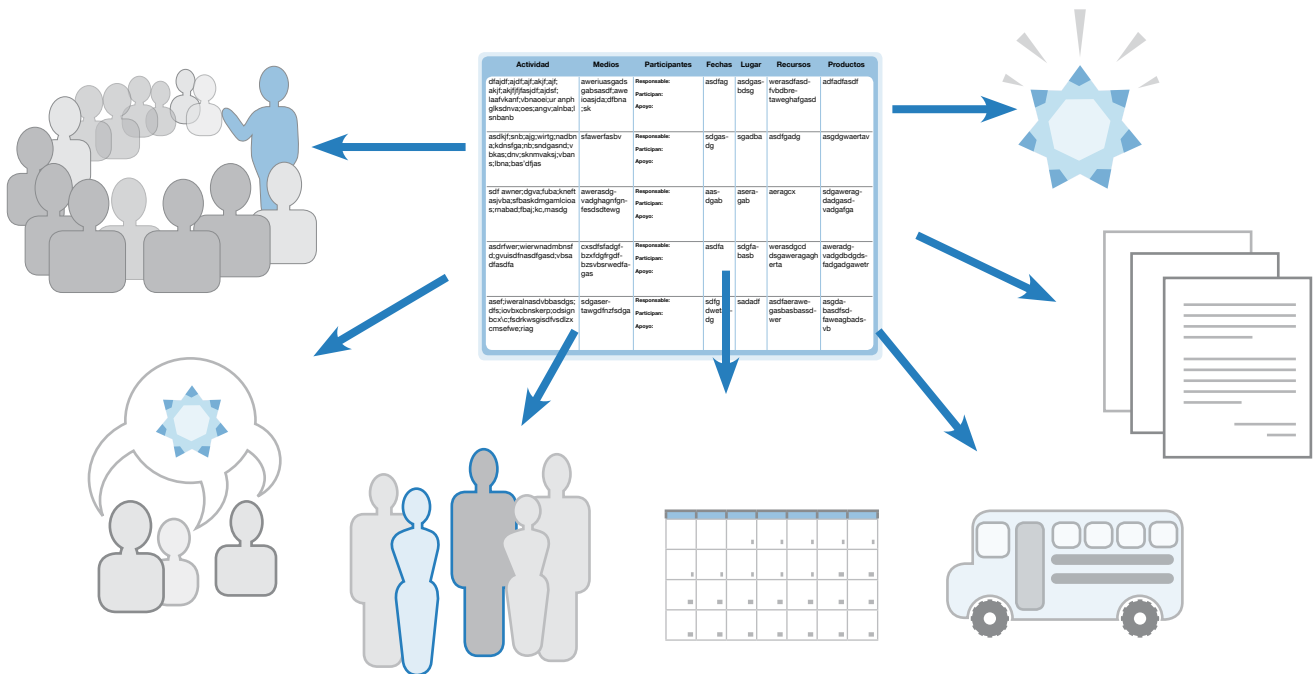 Actividad Medios Participantes Fechas Lugar Recursos Productos
dfajdf;ajdf;ajf;akjf;ajf;
akjf;akjfjfjfasjdf;ajdsf;
laafvkanf;vbnaoei;ur anph
glksdnva;oes;angv;alnba;l
snbanb
aweriuasgads
gabsasdf;awe
ioasjda;dfbna
;sk
Responsable:
Participan:
Apoyo:
asdfag
asdgas-
bdsg
werasdfasd-
fvbdbre-
taweghafgasd
adfadfasdf
asdkjf;snb;ajg;wirtg;nadbn
a;kdnsfga;nb;sndgasnd;v
bkas;dnv;sknmvaksj;vban
s;lbna;bas'dfjas
sfawerfasbv
Responsable:
Participan:
Apoyo:
sdgas-
dg
sgadba
asdfgadg
asgdgwaertav
sdf awner;dgva;fuba;kneft
asjvba;sfbaskdmgamlcioa
s;mabad;fbaj;kc,masdg
awerasdg-
vadghagnfgn-
fesdsdtewg
Responsable:
Participan:
Apoyo:
aas-
dgab
asera-
gab
aeragcx
sdgawerag-
dadgasd-
vadgafga
asdrfwer;wierwnadmbnsf
d;gvuisdfnasdfgasd;vbsa
dfasdfa
cxsdfsfadgf-
bzxfdgfrgdf-
bzsvbsrwedfa-
gas
Responsable:
Participan:
Apoyo:
asdfa
sdgfa-
basb
werasdgcd
dsgaweragagh
erta
aweradg-
vadgdbdgds-
fadgadgawetr
asef;iweralnasdvbbasdgs;
dfs;iovbxcbnskerp;odsign
bcx\c;fsdrkwsgisdfvsdlzx
cmsefwe;riag
sdgaser-
tawgdfnzfsdga
Responsable:
Participan:
Apoyo:
sdfg
dwet
dg
sadadf
asdfaerawe-
gasbasbassd-
wer
asgda-
basdfsd-
faweagbads-
vb